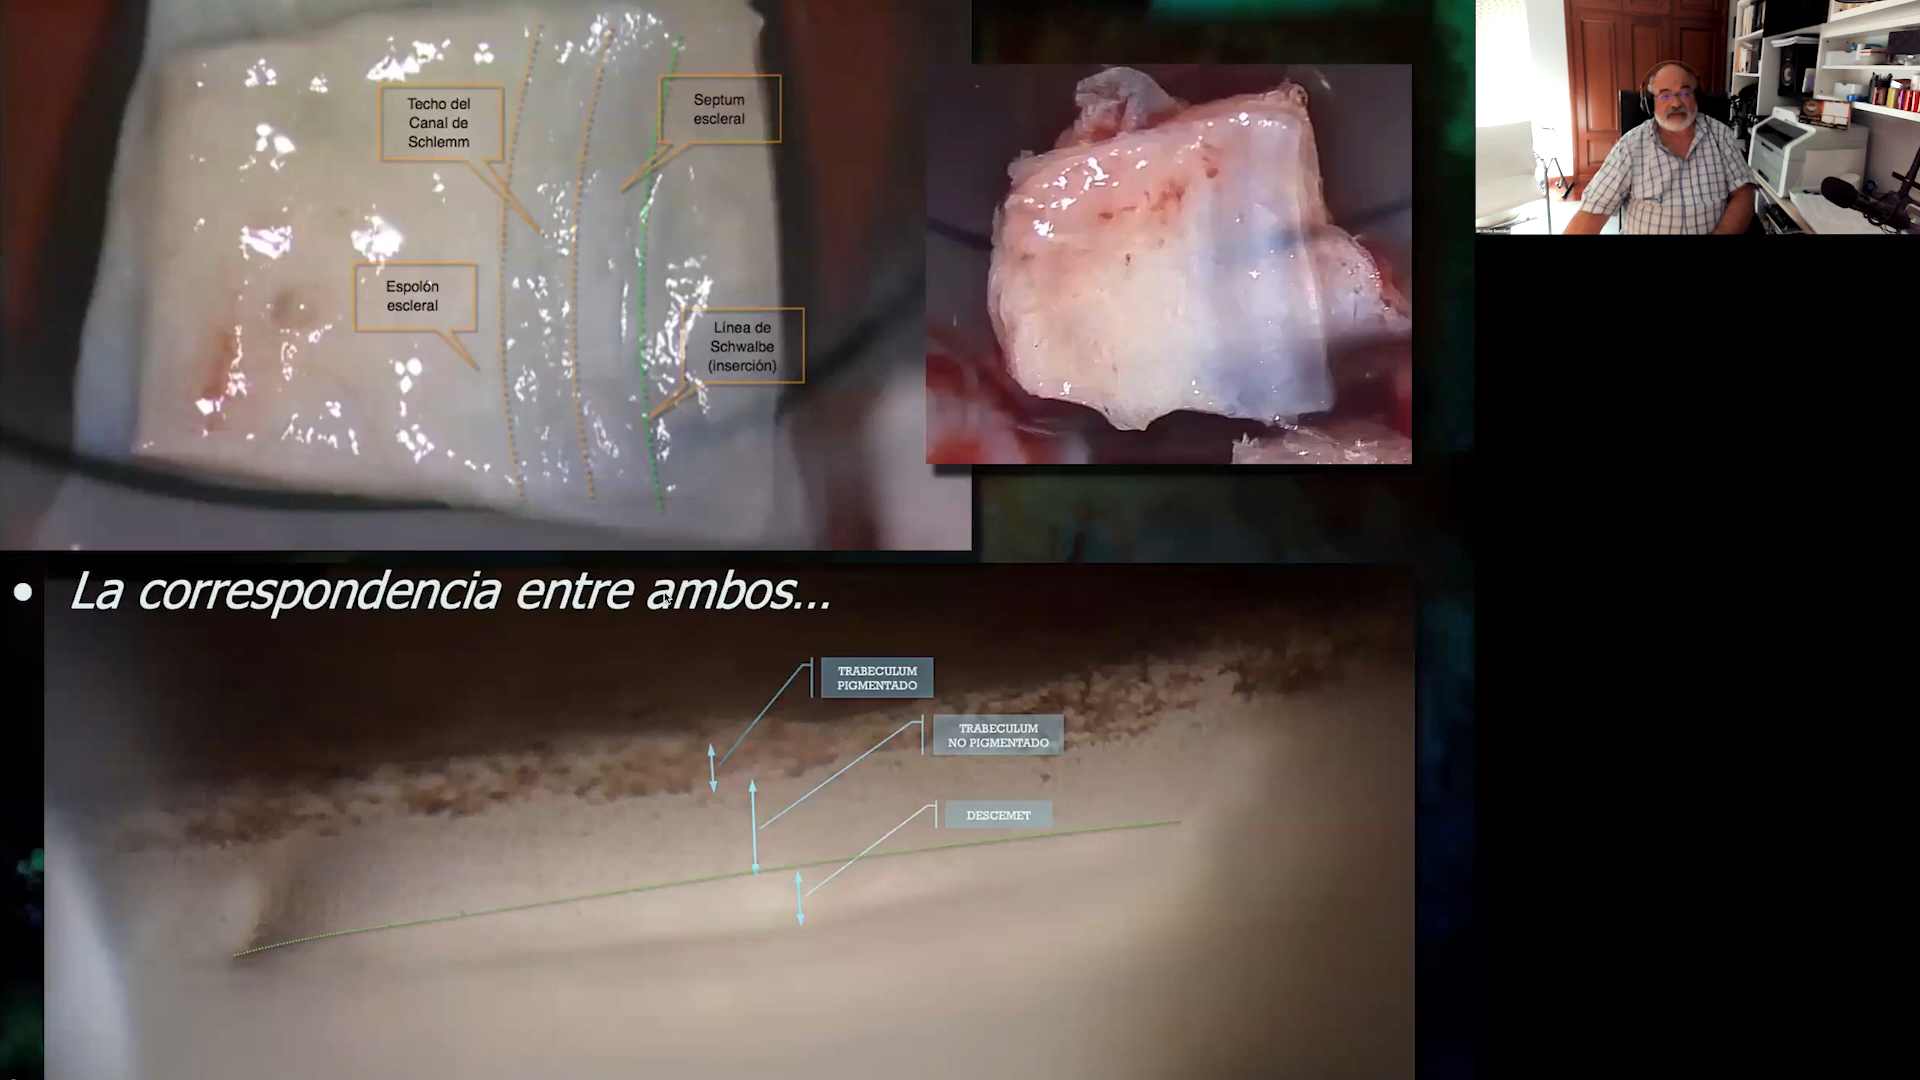 Techo del
Canal de
Schlemm
Septum
escleral
Espolón
escleral
Línea de
Schwalbe
(inserción)
• La correspondencia entre ambos...
TRABECULUM
PIGMENTADO
TRABECULUM
NO PIGMENTADO
DESCEMET